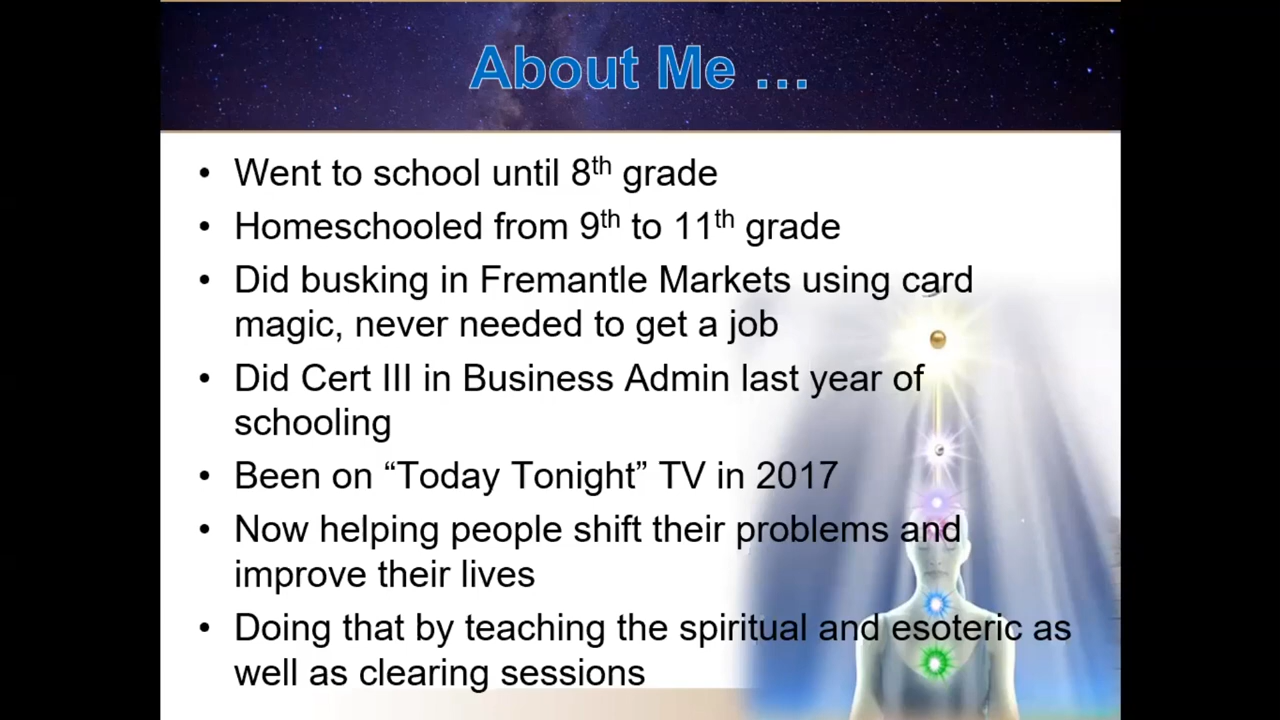 About Me ...
• Went to school until 8th grade
• Homeschooled from 9th to 11th grade
• Did busking in Fremantle Markets using card
magic, never needed to get a job
• Did Cert III in Business Admin last year of
schooling
• Been on “Today Tonight” TV in 2017
• Now helping people shift their problems and
improve their lives
• Doing that by teaching the spiritual and esoteric as
well as clearing sessions